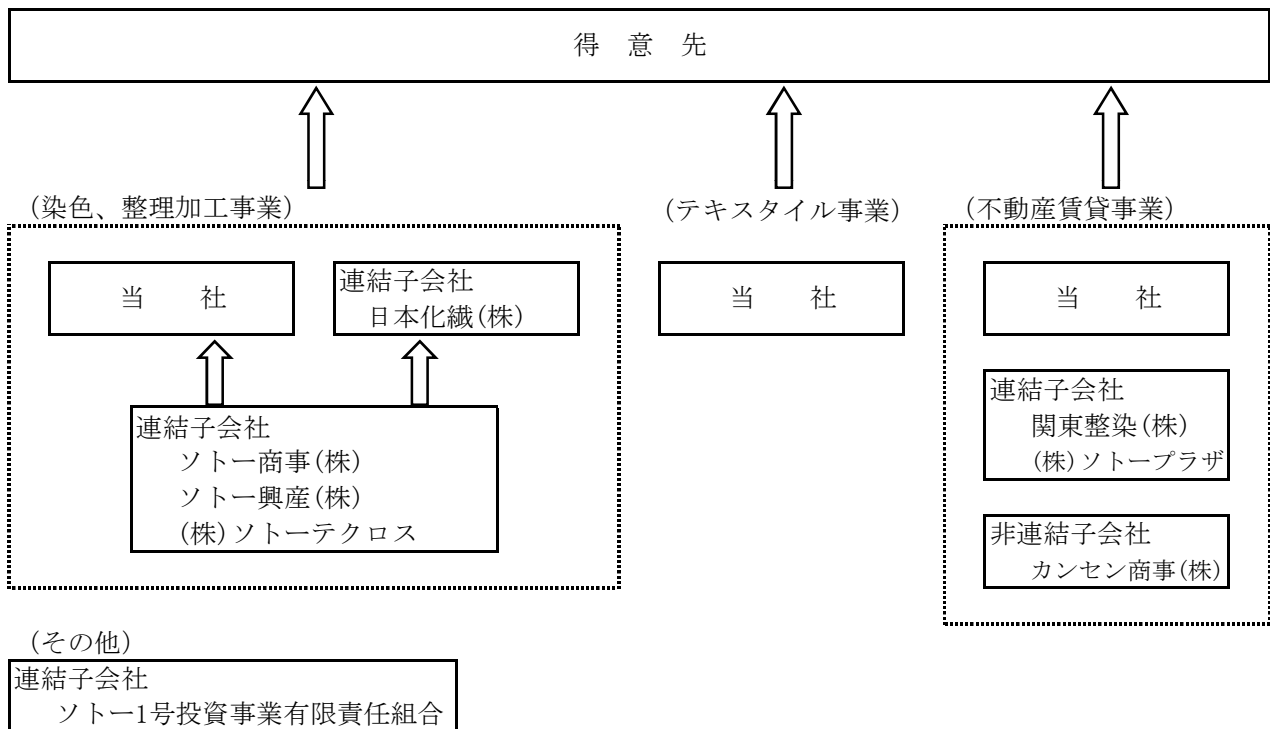 得　意　先
(染色、整理加工事業)
(テキスタイル事業)
(不動産賃貸事業)
当　　社
連結子会社
日本化繊(株)
連結子会社
ソトー商事(株)
ソトー興産(株)
(株)ソトーテクロス
当　　社
当　　社
連結子会社
関東整染(株)
(株)ソトープラザ
非連結子会社
カンセン商事(株)
(その他)
連結子会社
ソトー1号投資事業有限責任組合